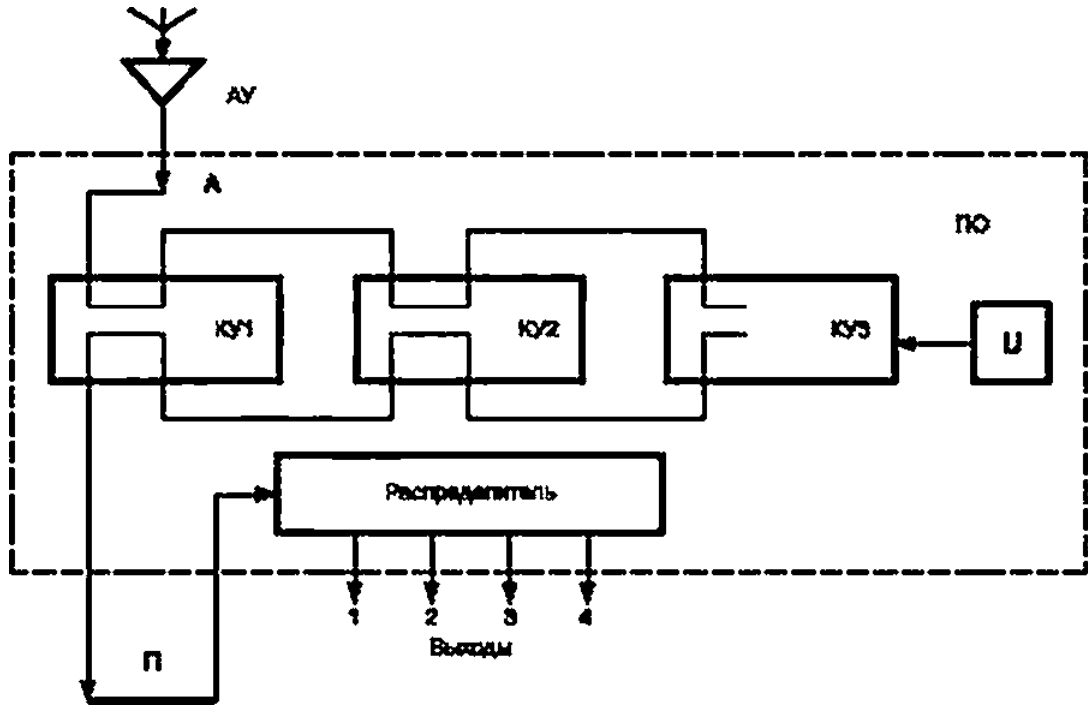 АУ
А
ПО
КУ1
КУ2
КУ3
U
Распределитель
1 2 3 4
Выходы
П